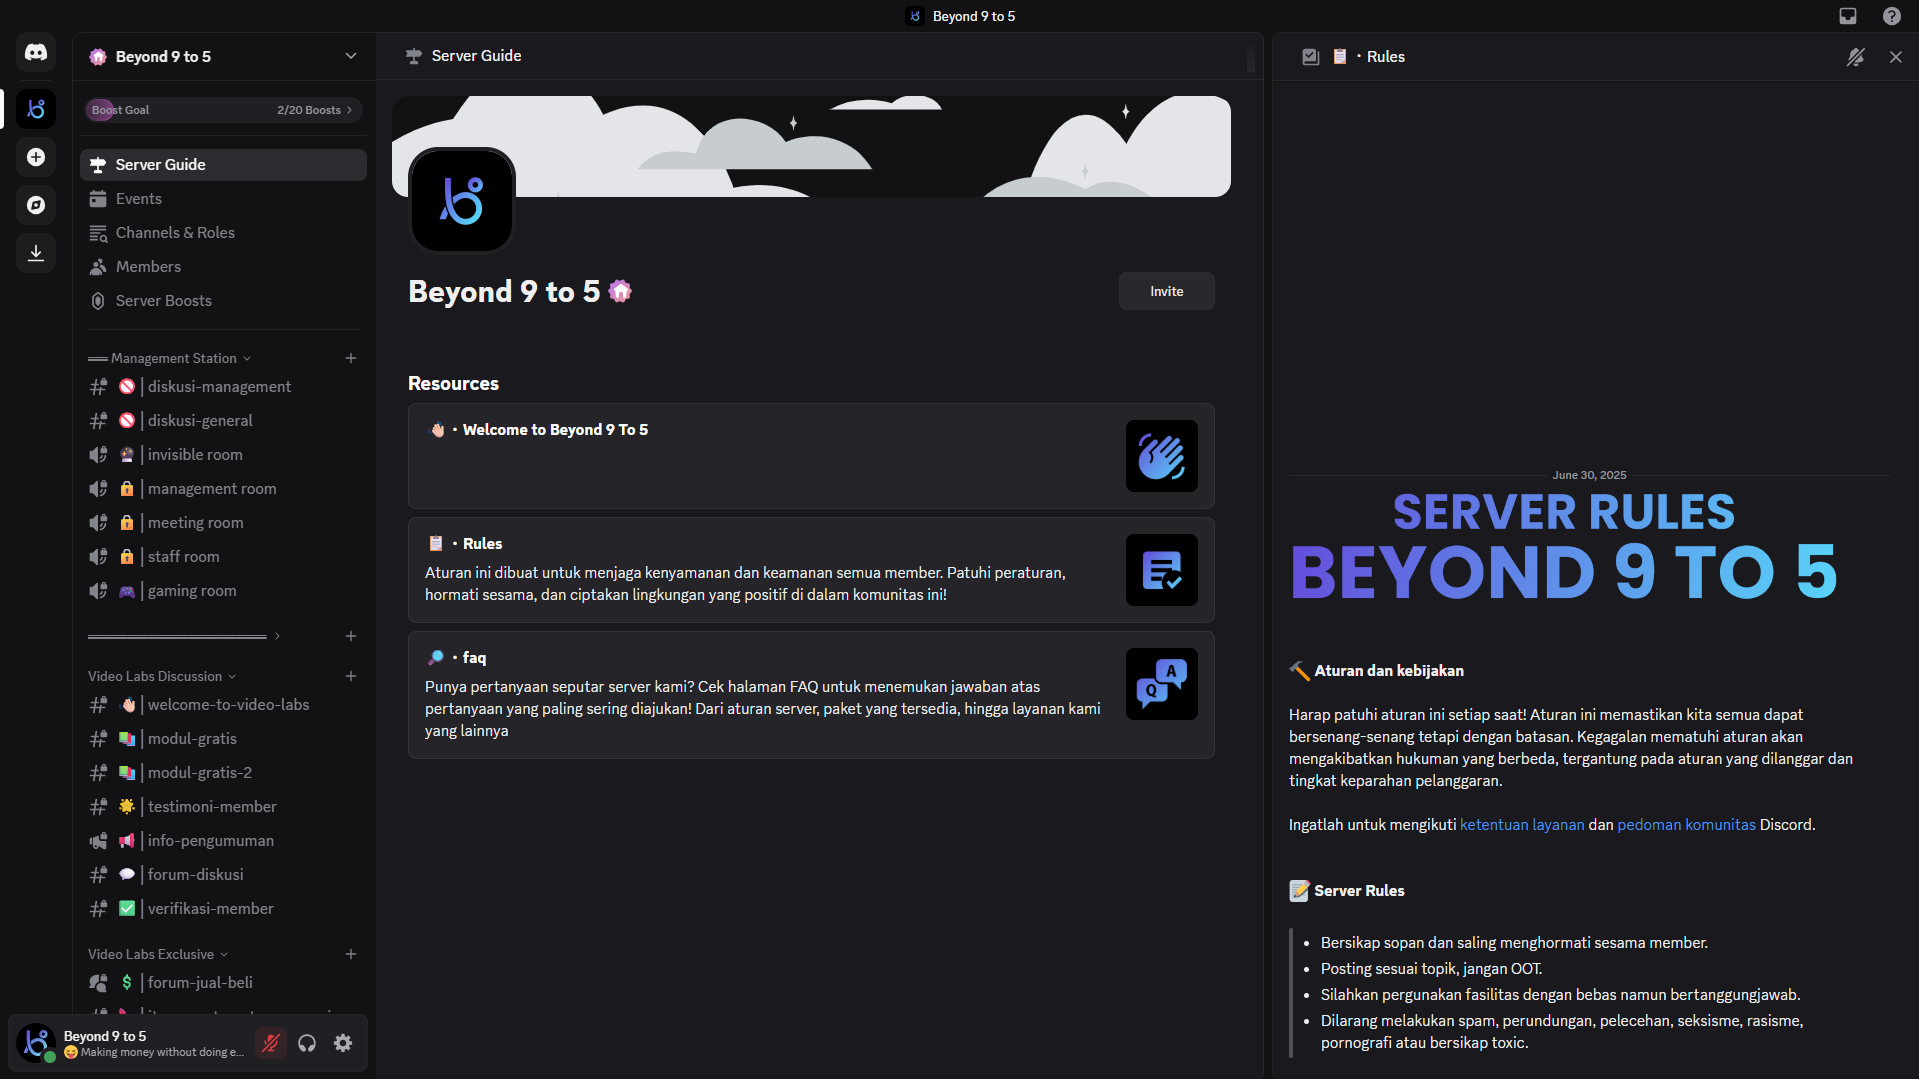 Beyond 9 to 5
Beyond 9 to 5
Boost Goal
2/20 Boosts
Server Guide
Events
Channels & Roles
Members
Server Boosts
Management Station
diskusi-management
diskusi-general
invisible room
management room
meeting room
staff room
gaming room
Video Labs Discussion
welcome-to-video-labs
modul-gratis
modul-gratis-2
testimoni-member
info-pengumuman
forum-diskusi
verifikasi-member
Video Labs Exclusive
$ forum-jual-beli
Beyond 9 to 5
Making money without doing e...
Server Guide
Beyond 9 to 5
Invite
Resources
• Welcome to Beyond 9 To 5
• Rules
Aturan ini dibuat untuk menjaga kenyamanan dan keamanan semua member. Patuhi peraturan,
hormati sesama, dan ciptakan lingkungan yang positif di dalam komunitas ini!
• faq
Punya pertanyaan seputar server kami? Cek halaman FAQ untuk menemukan jawaban atas
pertanyaan yang paling sering diajukan! Dari aturan server, paket yang tersedia, hingga layanan kami
yang lainnya
A
Q
• Rules
June 30, 2025
SERVER RULES
BEYOND 9 TO 5
Aturan dan kebijakan
Harap patuhi aturan ini setiap saat! Aturan ini memastikan kita semua dapat
bersenang-senang tetapi dengan batasan. Kegagalan mematuhi aturan akan
mengakibatkan hukuman yang berbeda, tergantung pada aturan yang dilanggar dan
tingkat keparahan pelanggaran.
Ingatlah untuk mengikuti ketentuan layanan dan pedoman komunitas Discord.
Server Rules
• Bersikap sopan dan saling menghormati sesama member.
• Posting sesuai topik, jangan OOT.
• Silahkan pergunakan fasilitas dengan bebas namun bertanggungjawab.
• Dilarang melakukan spam, perundungan, pelecehan, seksisme, rasisme,
pornografi atau bersikap toxic.